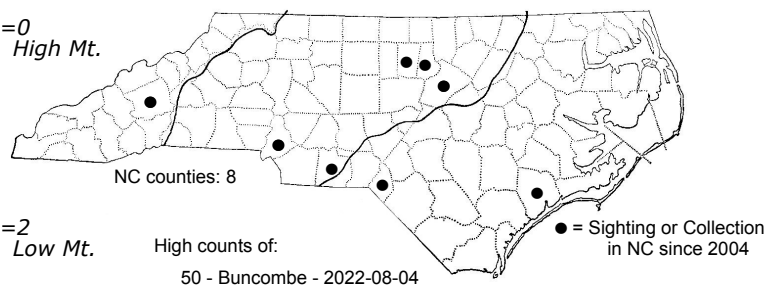 =0
High Mt.
NC counties: 8
=2
Low Mt.
High counts of:
50 - Buncombe - 2022-08-04
● = Sighting or Collection
in NC since 2004